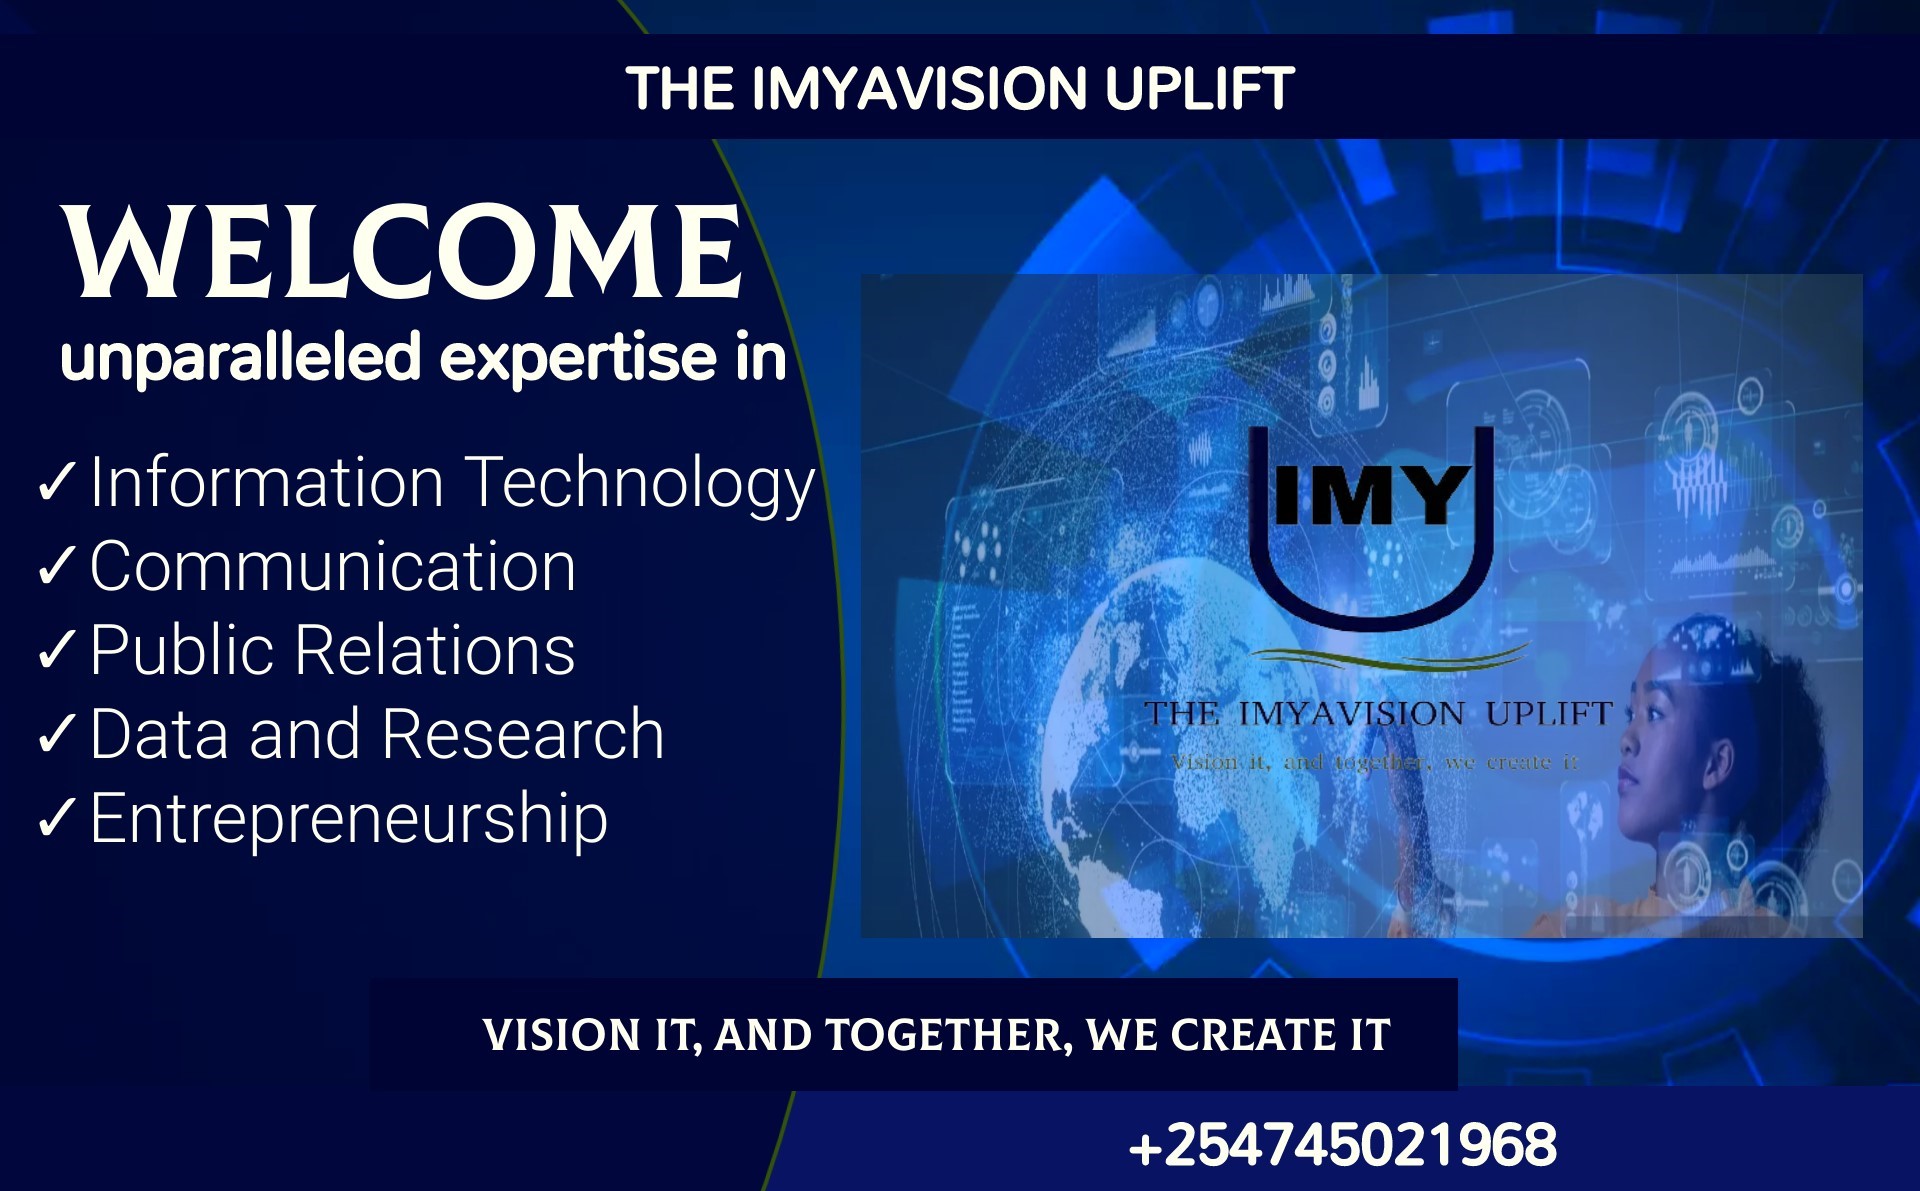 THE IMYAVISION UPLIFT
WELCOME
unparalleled expertise in
✓Information Technology
✓Communication
✓Public Relations
✓Data and Research
✓Entrepreneurship
IMY
THE IMYAVISION UPLIFT
Vision it, and together, we create it
VISION IT, AND TOGETHER, WE CREATE IT
+254745021968